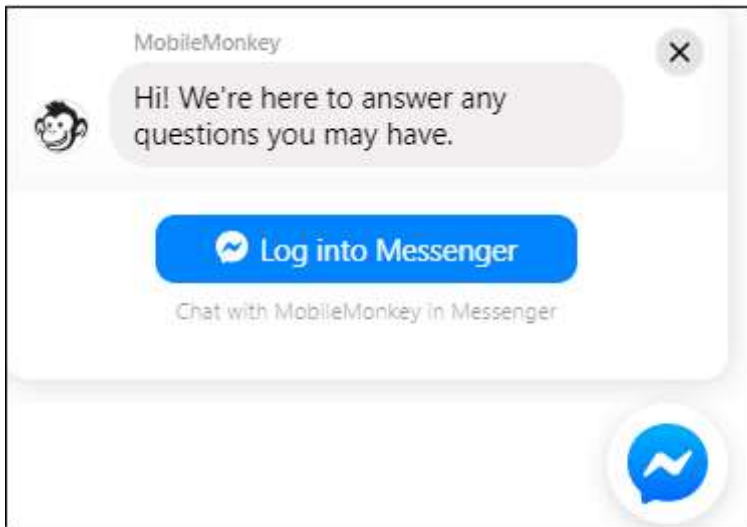 MobileMonkey
Hi! We're here to answer any
questions you may have.
Log into Messenger
Chat with MobileMonkey in Messenger